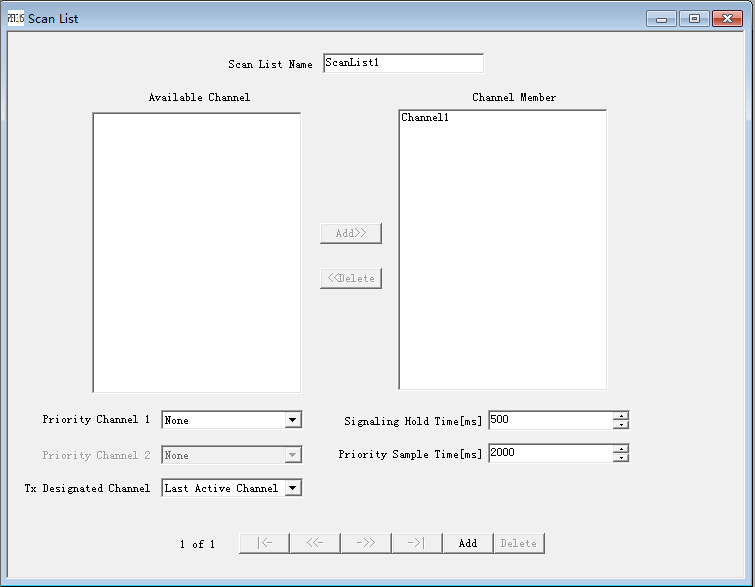 Scan List
Scan List Name ScanList1
Available Channel Channel Member
Channel1
Add>>
<<Delete
Priority Channel 1 None Signaling Hold Time[ms] 500
Priority Channel 2 None Priority Sample Time[ms] 2000
Tx Designated Channel Last Active Channel
1 of 1 |<- <<- ->> ->| Add Delete